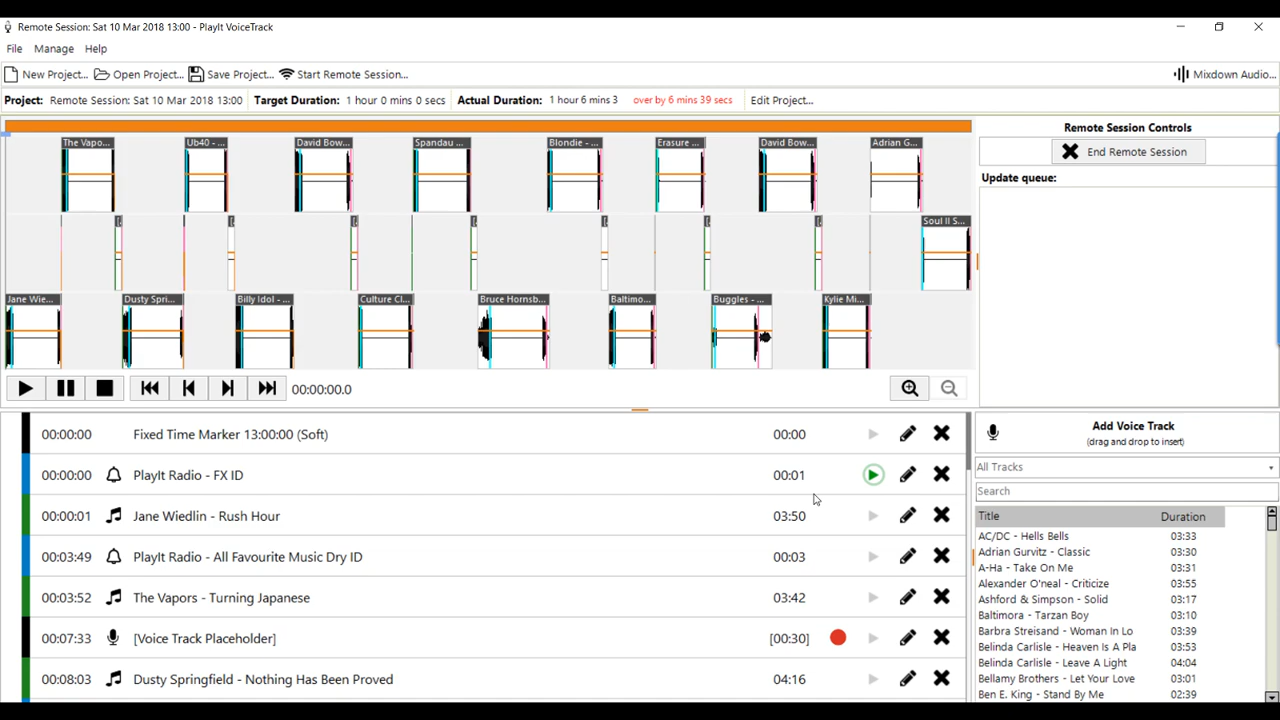 Remote Session: Sat 10 Mar 2018 13:00 - PlayIt VoiceTrack
File Manage Help
New Project... Open Project... Save Project... Start Remote Session... Mixdown Audio...
Project: Remote Session: Sat 10 Mar 2018 13:00 Target Duration: 1 hour 0 mins 0 secs Actual Duration: 1 hour 6 mins 3 over by 6 mins 39 secs Edit Project...
Remote Session Controls
End Remote Session
Update queue:
The Vapo... Ub40 - ... David Bow... Spandau ... Blondie - ... Erasure ... David Bow... Adrian G...
Soul II S...
Jane Wie... Dusty Spri... Billy Idol - ... Culture Cl... Bruce Hornsb... Baltimo... Buggles - ... Kylie Mi...
00:00:00.0
00:00:00 Fixed Time Marker 13:00:00 (Soft) 00:00
00:00:00 PlayIt Radio - FX ID 00:01
00:00:01 Jane Wiedlin - Rush Hour 03:50
00:03:49 PlayIt Radio - All Favourite Music Dry ID 00:03
00:03:52 The Vapors - Turning Japanese 03:42
00:07:33 [Voice Track Placeholder] [00:30]
00:08:03 Dusty Springfield - Nothing Has Been Proved 04:16
Add Voice Track
(drag and drop to insert)
All Tracks
Search
Title Duration
AC/DC - Hells Bells 03:33
Adrian Gurvitz - Classic 03:30
A-Ha - Take On Me 03:31
Alexander O'neal - Criticize 03:55
Ashford & Simpson - Solid 03:17
Baltimora - Tarzan Boy 03:10
Barbra Streisand - Woman In Lo 03:39
Belinda Carlisle - Heaven Is A Pla 03:53
Belinda Carlisle - Leave A Light 04:04
Bellamy Brothers - Let Your Love 03:01
Ben E. King - Stand By Me 02:39